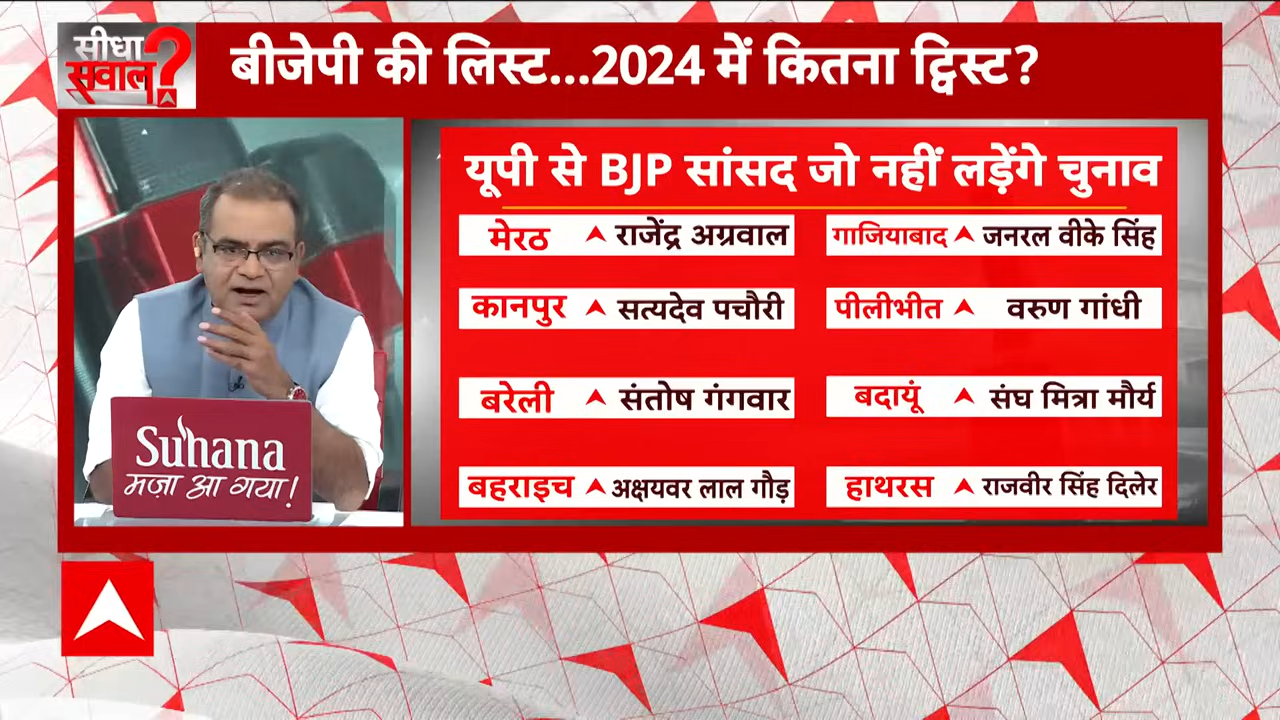 सीधा
सवाल?
बीजेपी की लिस्ट...2024 में कितना ट्विस्ट?
यूपी से BJP सांसद जो नहीं लड़ेंगे चुनाव
मेरठ राजेंद्र अग्रवाल
गाजियाबाद जनरल वीके सिंह
कानपुर सत्यदेव पचौरी
पीलीभीत वरुण गांधी
बरेली संतोष गंगवार
बदायूं संघ मित्रा मौर्य
बहराइच अक्षयवर लाल गौड़
हाथरस राजवीर सिंह दिलेर
Suhana
मज़ा आ गया!